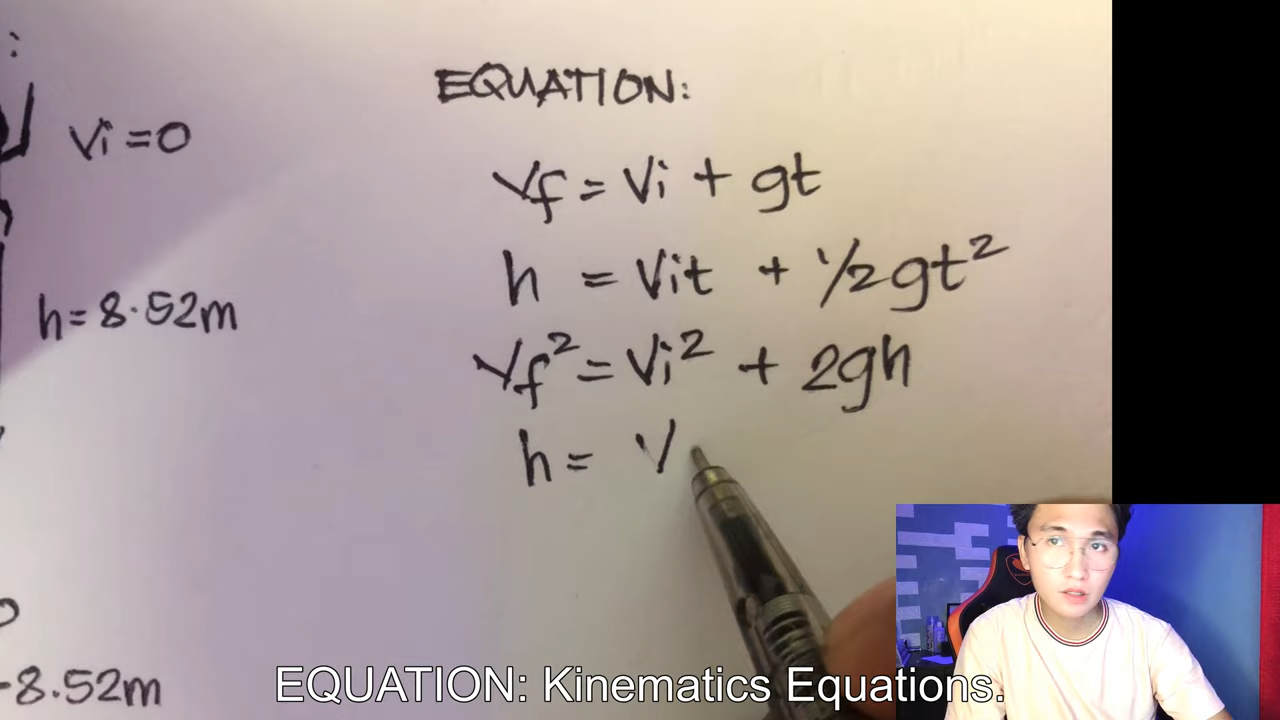 Vi = 0
h = 8.52m
-8.52m
EQUATION:
Vf = Vi + gt
h = Vit + 1/2gt²
Vf² = Vi² + 2gh
h = V
EQUATION: Kinematics Equations.